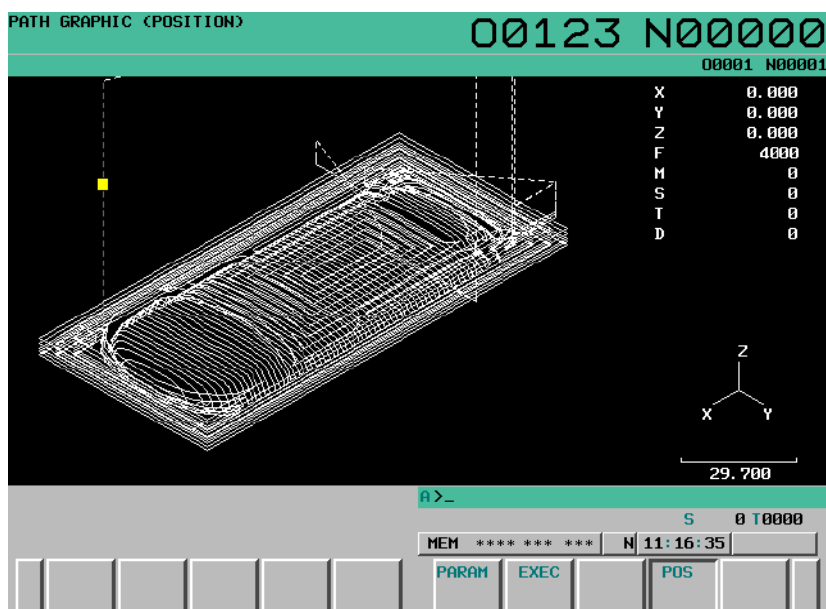 PATH GRAPHIC (POSITION)
O0123 N00000
O0001 N00001
X 0.000
Y 0.000
Z 0.000
F 4000
M 0
S 0
T 0
D 0
Z
X Y
29.700
A>_
S 0 T0000
MEM **** *** *** N 11:16:35
PARAM EXEC POS